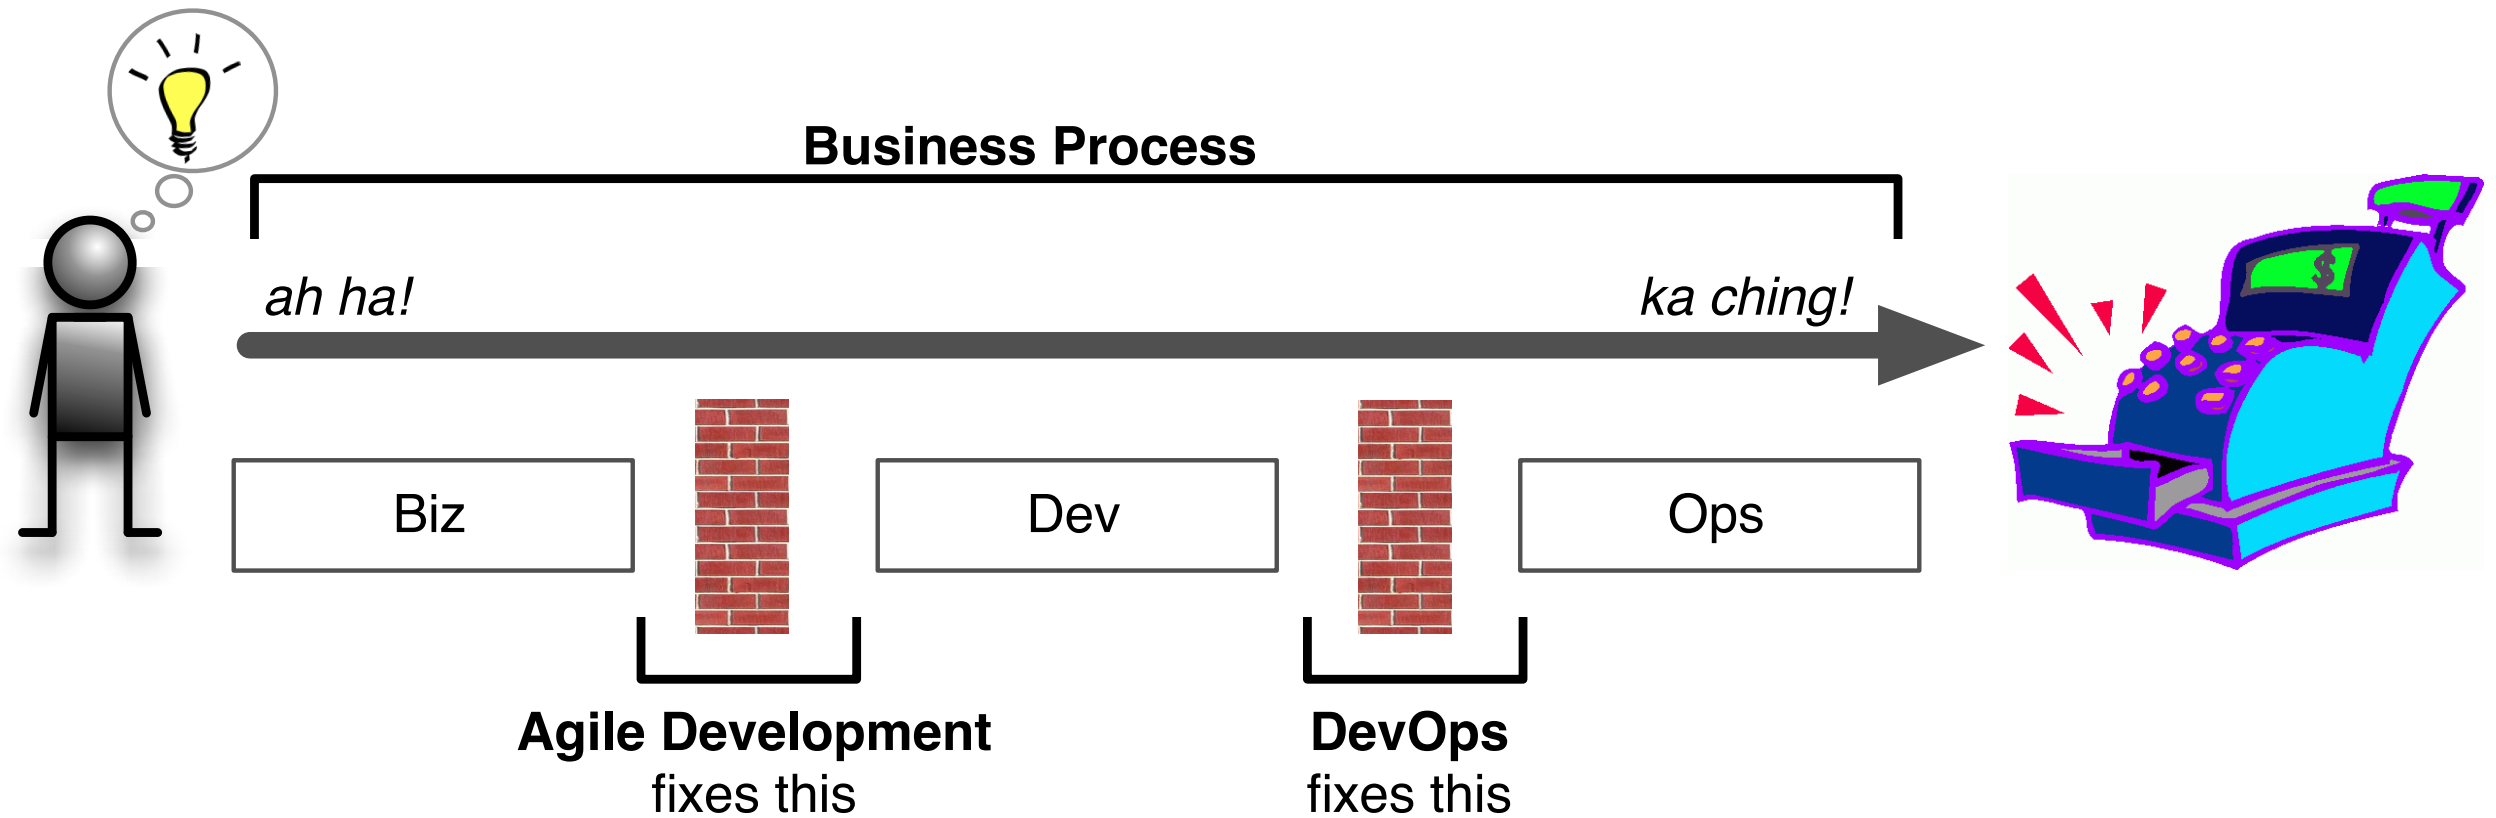 Business Process
ah ha!
ka ching!
Biz
Dev
Ops
Agile Development
fixes this
DevOps
fixes this
$